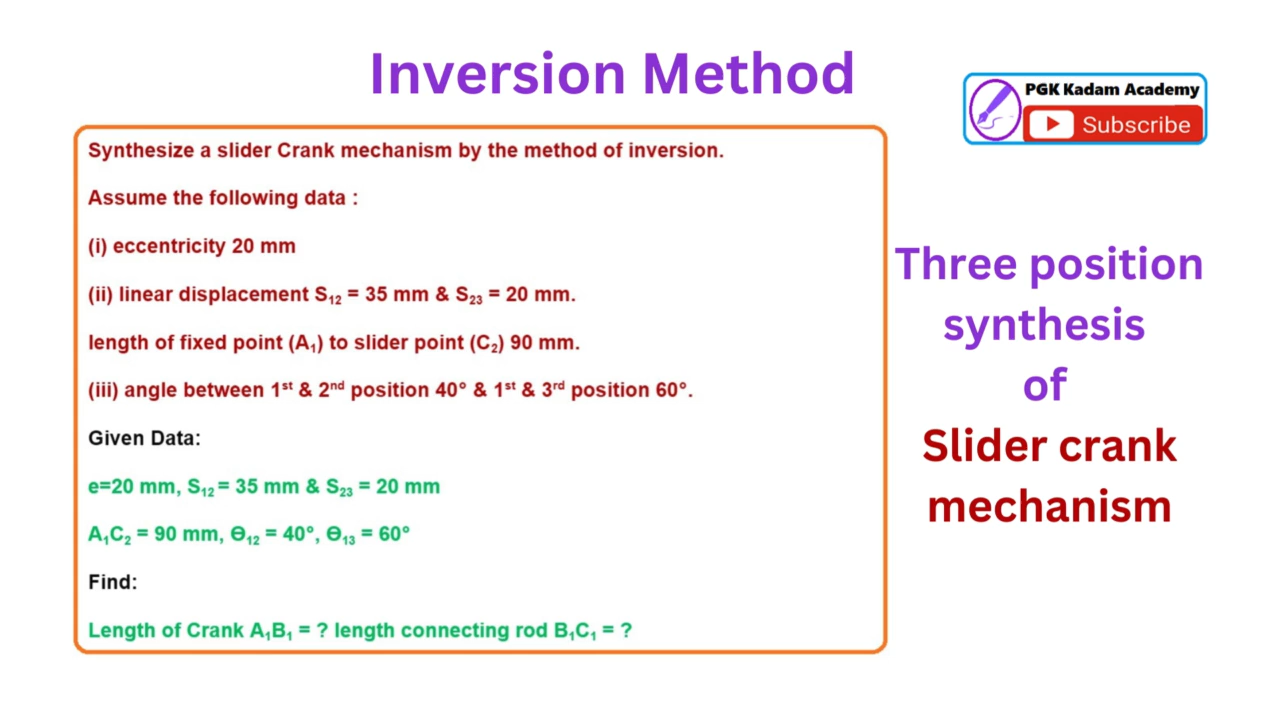 Inversion Method
PGK Kadam Academy
Subscribe
Synthesize a slider Crank mechanism by the method of inversion.
Assume the following data :
(i) eccentricity 20 mm
(ii) linear displacement S₁₂ = 35 mm & S₂₃ = 20 mm.
length of fixed point (A₁) to slider point (C₂) 90 mm.
(iii) angle between 1ˢᵗ & 2ⁿᵈ position 40° & 1ˢᵗ & 3ʳᵈ position 60°.
Given Data:
e=20 mm, S₁₂ = 35 mm & S₂₃ = 20 mm
A₁C₂ = 90 mm, Ɵ₁₂ = 40°, Ɵ₁₃ = 60°
Find:
Length of Crank A₁B₁ = ? length connecting rod B₁C₁ = ?
Three position
synthesis
of
Slider crank
mechanism